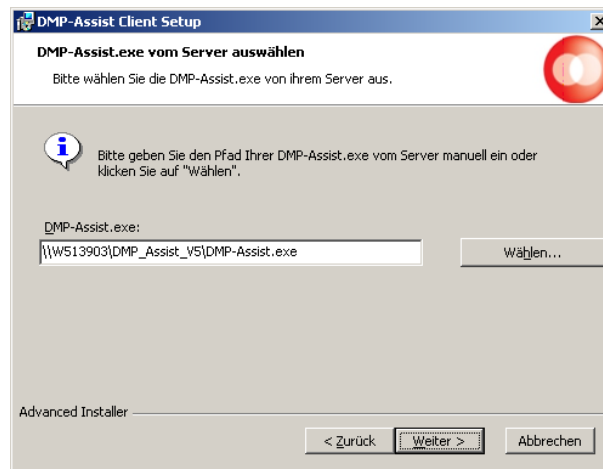 DMP-Assist Client Setup
DMP-Assist.exe vom Server auswählen
Bitte wählen Sie die DMP-Assist.exe von ihrem Server aus.
Bitte geben Sie den Pfad Ihrer DMP-Assist.exe vom Server manuell ein oder
klicken Sie auf "Wählen".
DMP-Assist.exe:
\\W513903\DMP_Assist_V5\DMP-Assist.exe
Wählen...
Advanced Installer
< Zurück
Weiter >
Abbrechen